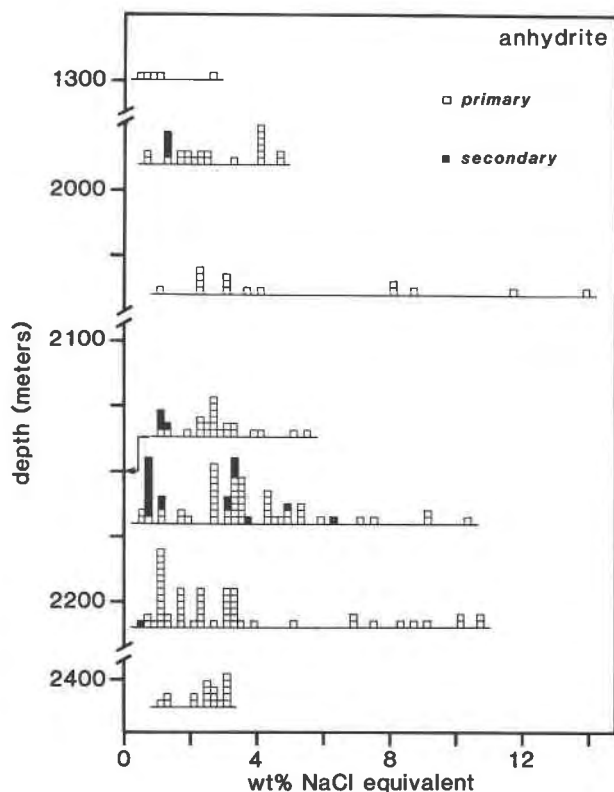 anhydrite
primary
secondary
depth (meters)
1300
2000
2100
2200
2400
0
4
8
12
wt% NaCl equivalent